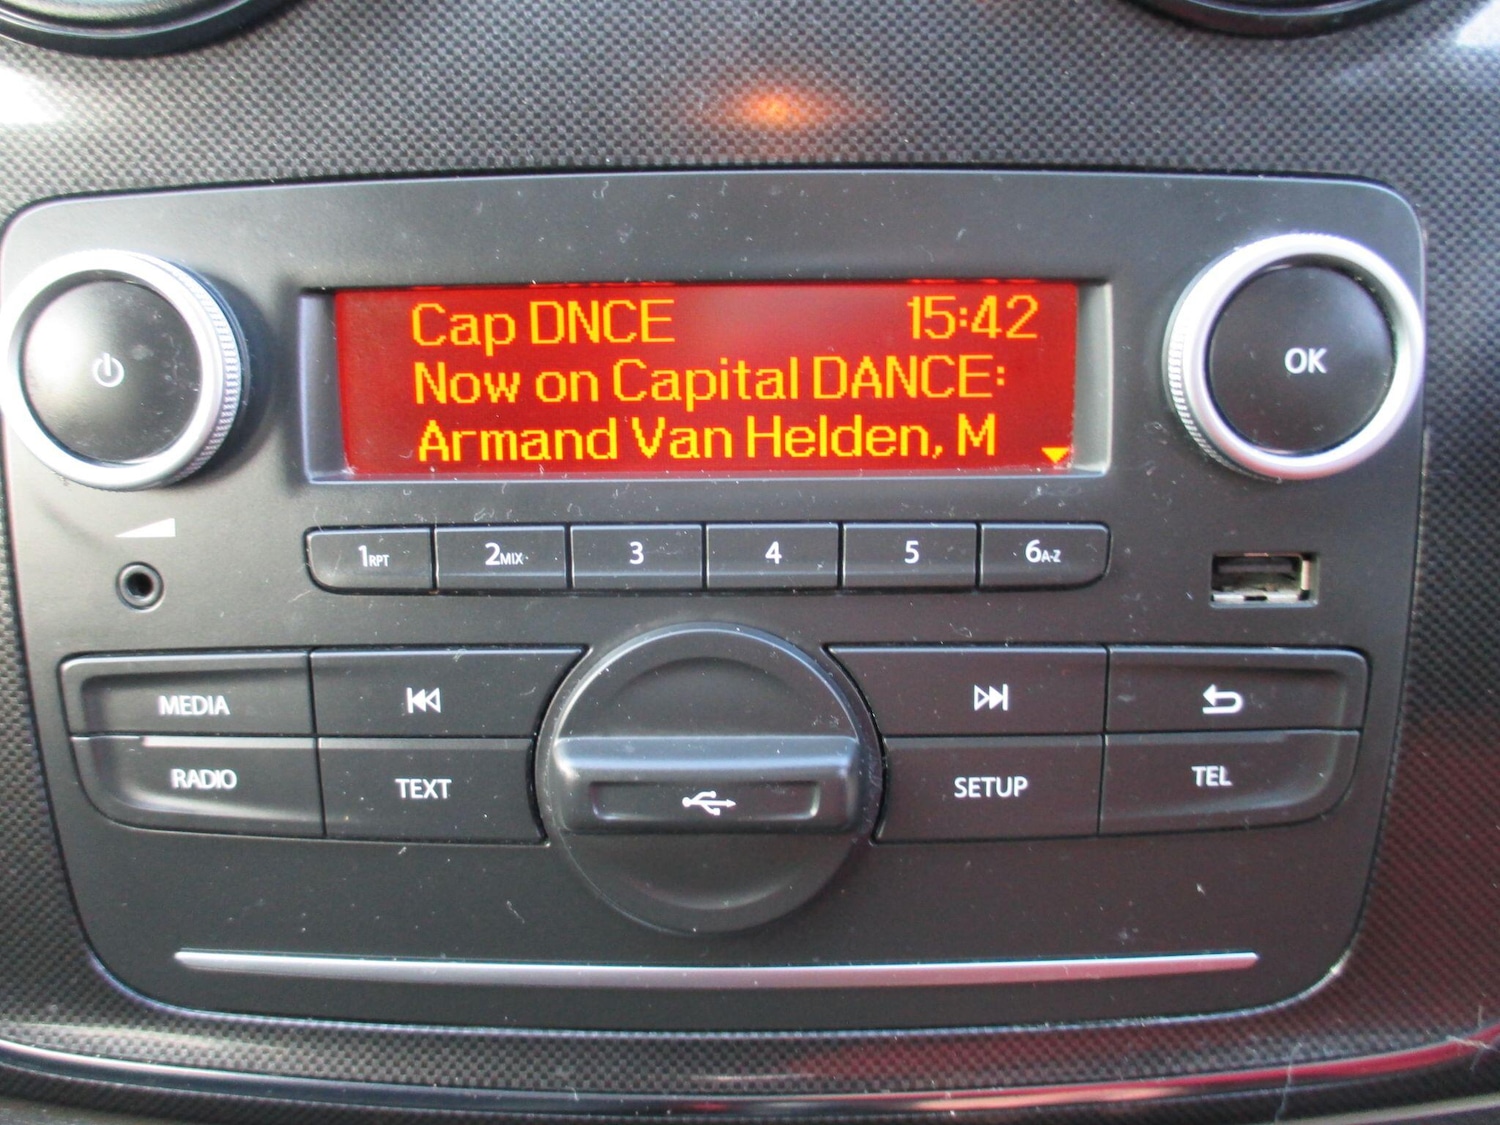 Cap DNCE 15:42
Now on Capital DANCE:
Armand Van Helden, M
OK
1RPT 2MIX 3 4 5 6A-Z
MEDIA
RADIO TEXT SETUP TEL